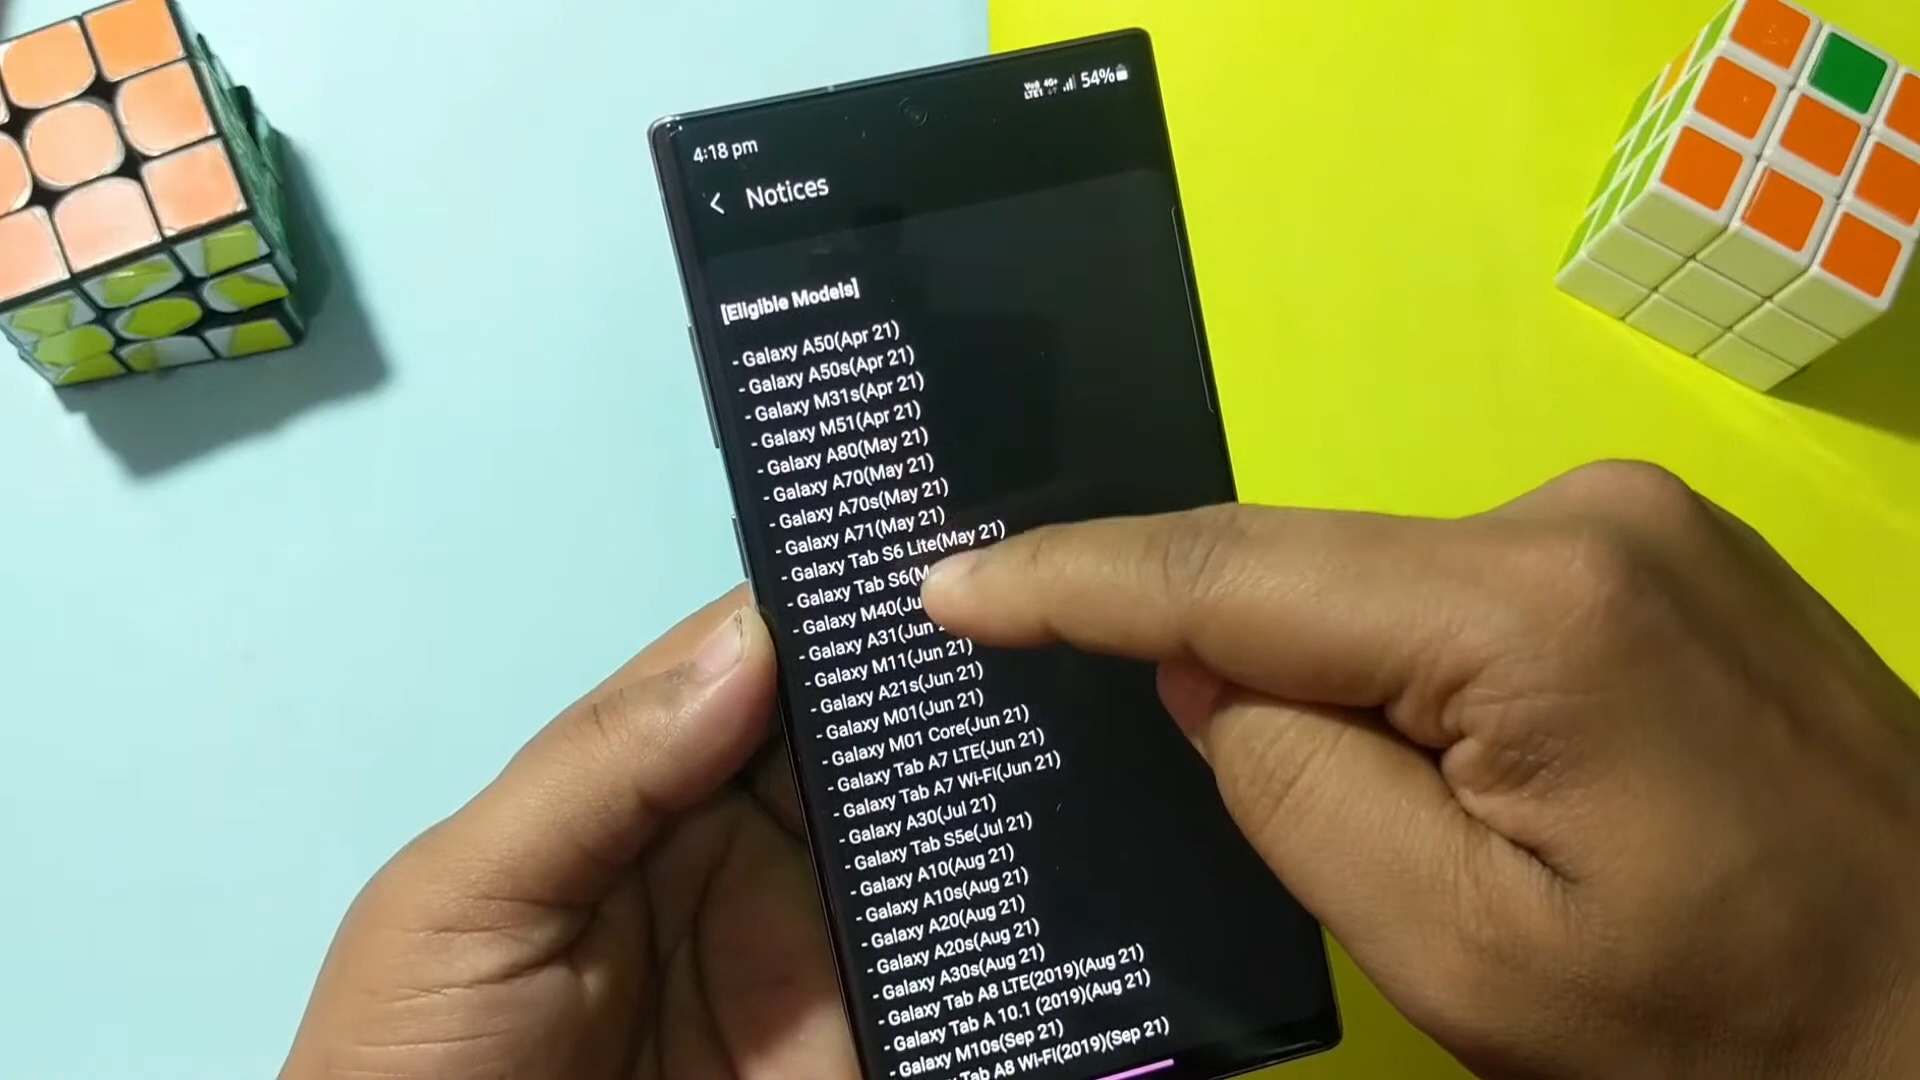 4:18 pm
54%
Notices
[Eligible Models]
- Galaxy A50(Apr 21)
- Galaxy A50s(Apr 21)
- Galaxy M31s(Apr 21)
- Galaxy M51(Apr 21)
- Galaxy A80(May 21)
- Galaxy A70(May 21)
- Galaxy A70s(May 21)
- Galaxy A71(May 21)
- Galaxy Tab S6 Lite(May 21)
- Galaxy Tab S6(M
- Galaxy M40(Ju
- Galaxy A31(Jun
- Galaxy M11(Jun 21)
- Galaxy A21s(Jun 21)
- Galaxy M01(Jun 21)
- Galaxy M01 Core(Jun 21)
- Galaxy Tab A7 LTE(Jun 21)
- Galaxy Tab A7 Wi-Fi(Jun 21)
- Galaxy A30(Jul 21)
- Galaxy Tab S5e(Jul 21)
- Galaxy A10(Aug 21)
- Galaxy A10s(Aug 21)
- Galaxy A20(Aug 21)
- Galaxy A20s(Aug 21)
- Galaxy A30s(Aug 21)
- Galaxy Tab A8 LTE(2019)(Aug 21)
- Galaxy Tab A 10.1 (2019)(Aug 21)
- Galaxy M10s(Sep 21)
Tab A8 Wi-Fi(2019)(Sep 21)